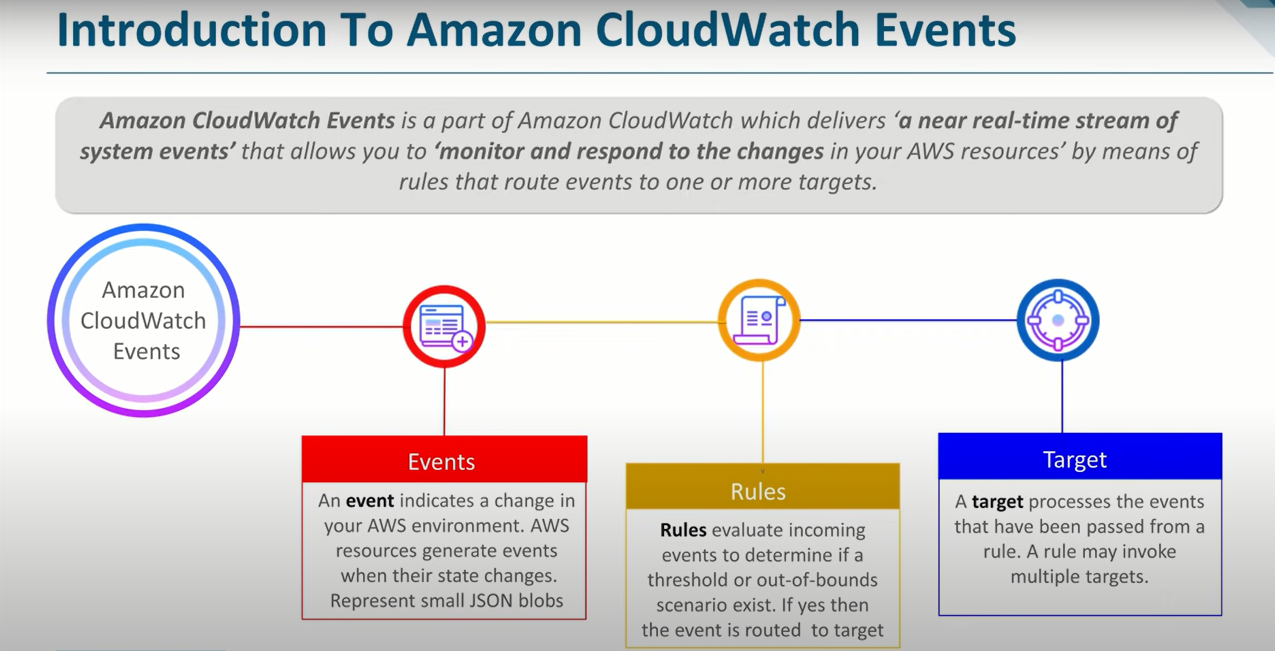 Introduction To Amazon CloudWatch Events
Amazon CloudWatch Events is a part of Amazon CloudWatch which delivers ‘a near real-time stream of
system events’ that allows you to ‘monitor and respond to the changes in your AWS resources’ by means of
rules that route events to one or more targets.
Amazon
CloudWatch
Events
Events
An event indicates a change in
your AWS environment. AWS
resources generate events
when their state changes.
Represent small JSON blobs
Rules
Rules evaluate incoming
events to determine if a
threshold or out-of-bounds
scenario exist. If yes then
the event is routed to target
Target
A target processes the events
that have been passed from a
rule. A rule may invoke
multiple targets.